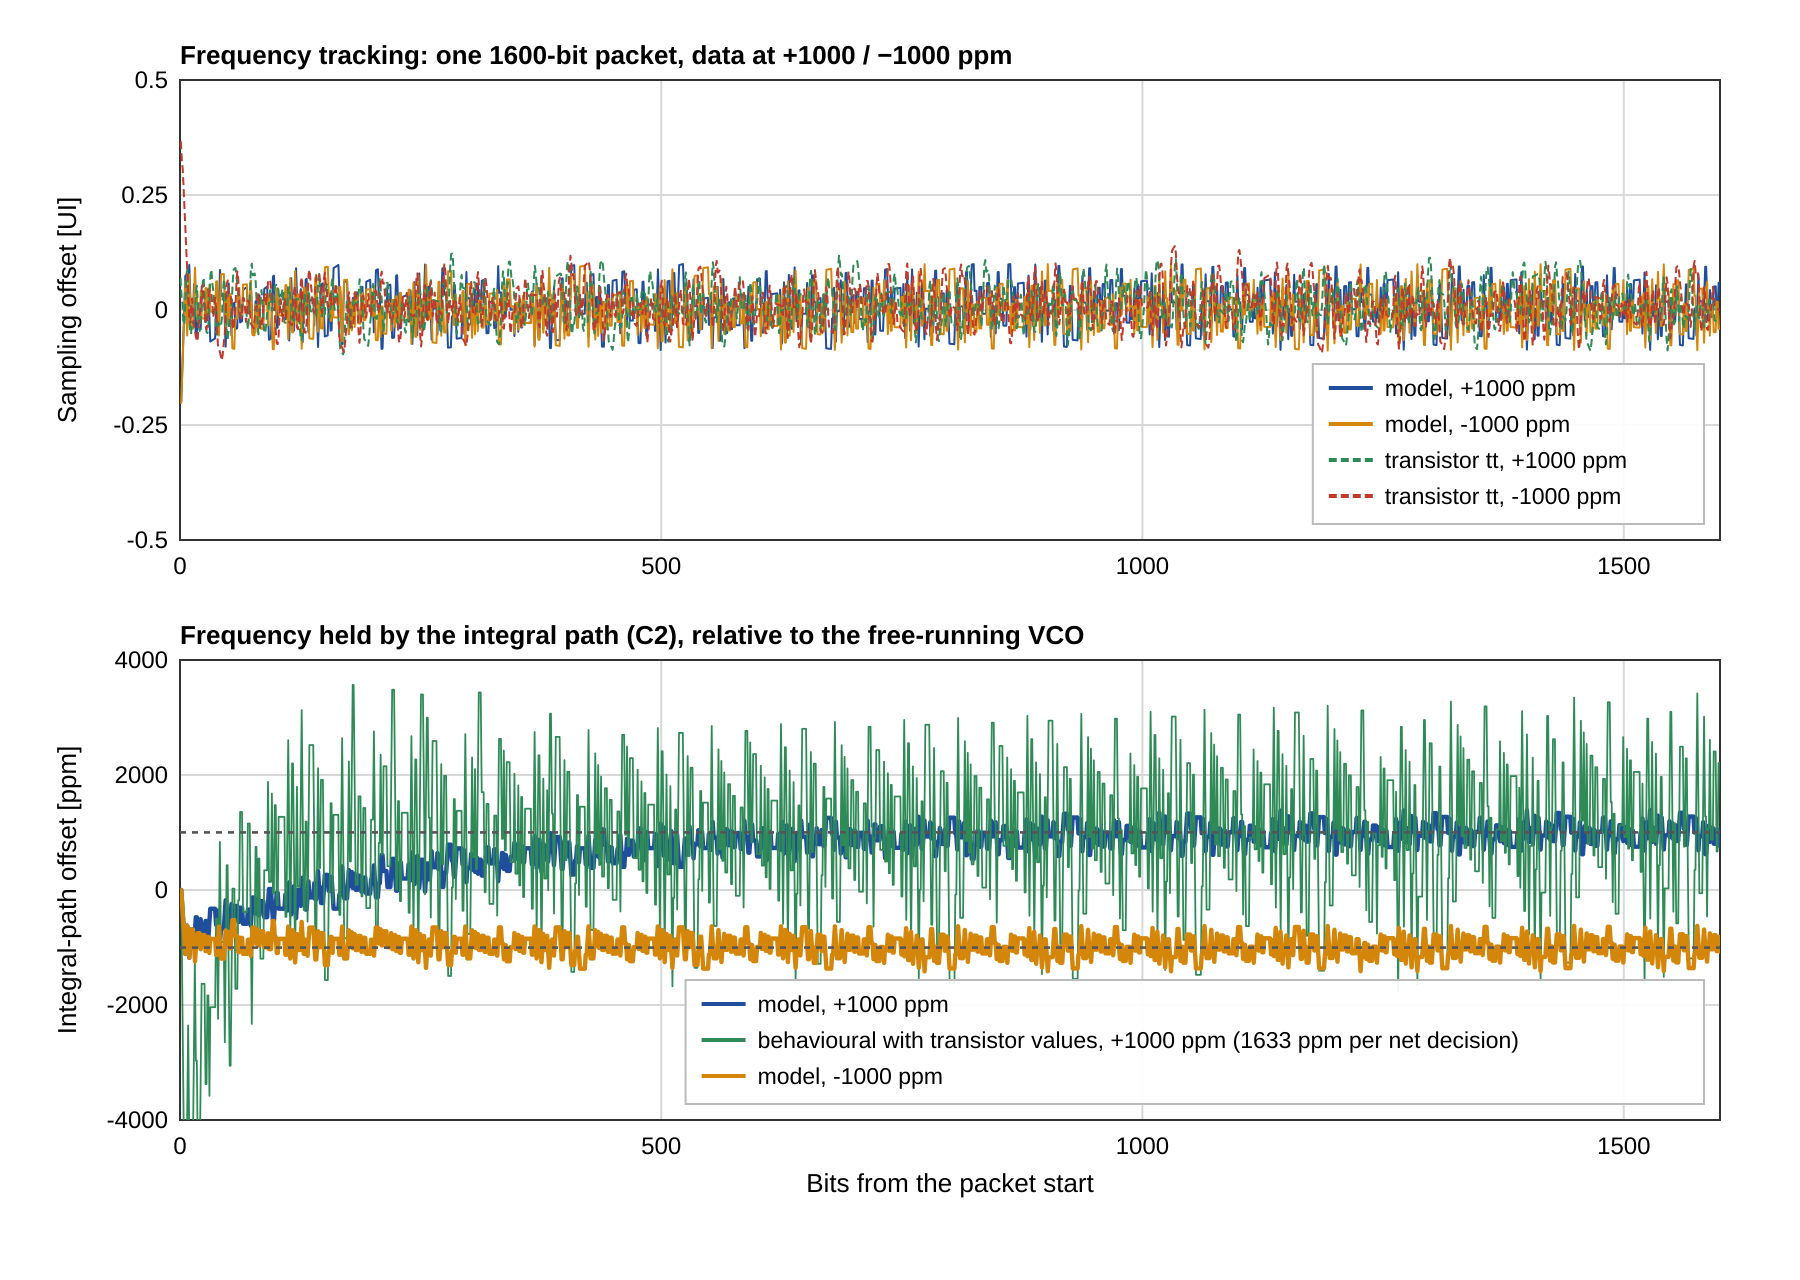 Frequency tracking: one 1600-bit packet, data at +1000 / −1000 ppm
0.5
0.25
0
-0.25
-0.5
Sampling offset [UI]
model, +1000 ppm
model, -1000 ppm
transistor tt, +1000 ppm
transistor tt, -1000 ppm
0 500 1000 1500
Frequency held by the integral path (C2), relative to the free-running VCO
4000
2000
0
-2000
-4000
Integral-path offset [ppm]
model, +1000 ppm
behavioural with transistor values, +1000 ppm (1633 ppm per net decision)
model, -1000 ppm
0 500 1000 1500
Bits from the packet start